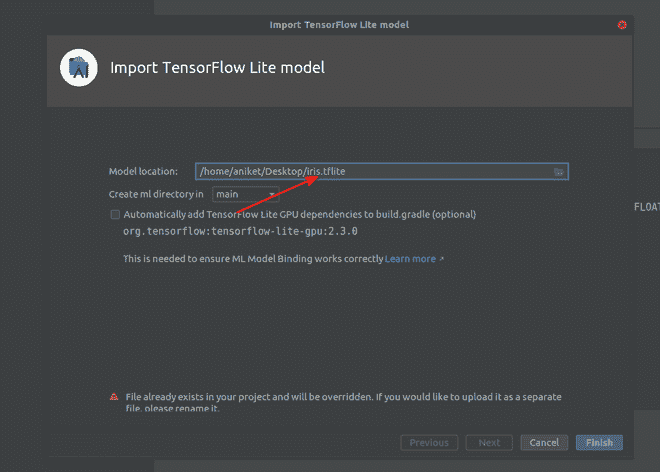 Import TensorFlow Lite model
Import TensorFlow Lite model
Model location: /home/aniket/Desktop/iris.tflite
Create ml directory in main
Automatically add TensorFlow Lite GPU dependencies to build.gradle (optional)
org.tensorflow:tensorflow-lite-gpu:2.3.0
FLOAT
This is needed to ensure ML Model Binding works correctly Learn more
File already exists in your project and will be overridden. If you would like to upload it as a separate
file, please rename it.
Previous Next Cancel Finish